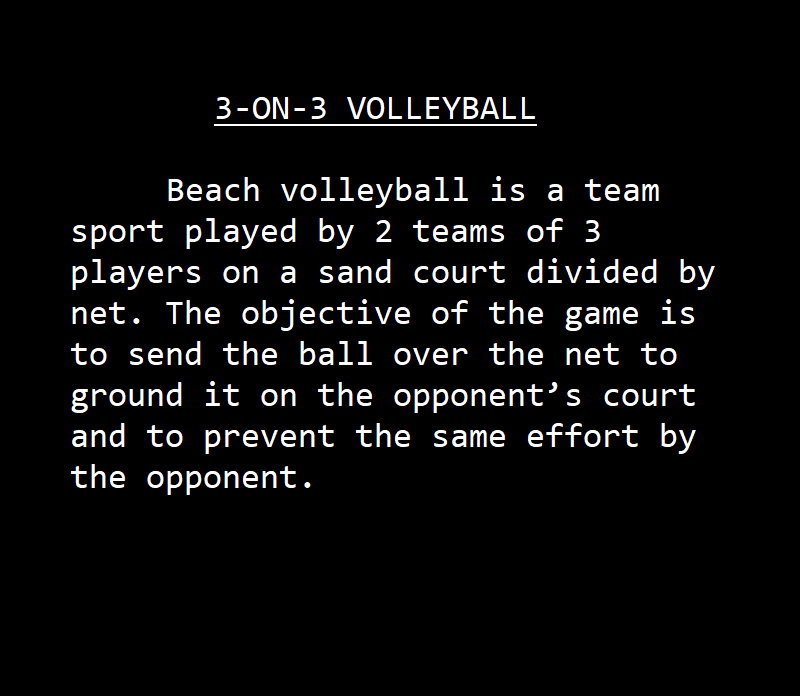 3-ON-3 VOLLEYBALL
Beach volleyball is a team
sport played by 2 teams of 3
players on a sand court divided by
net. The objective of the game is
to send the ball over the net to
ground it on the opponent’s court
and to prevent the same effort by
the opponent.